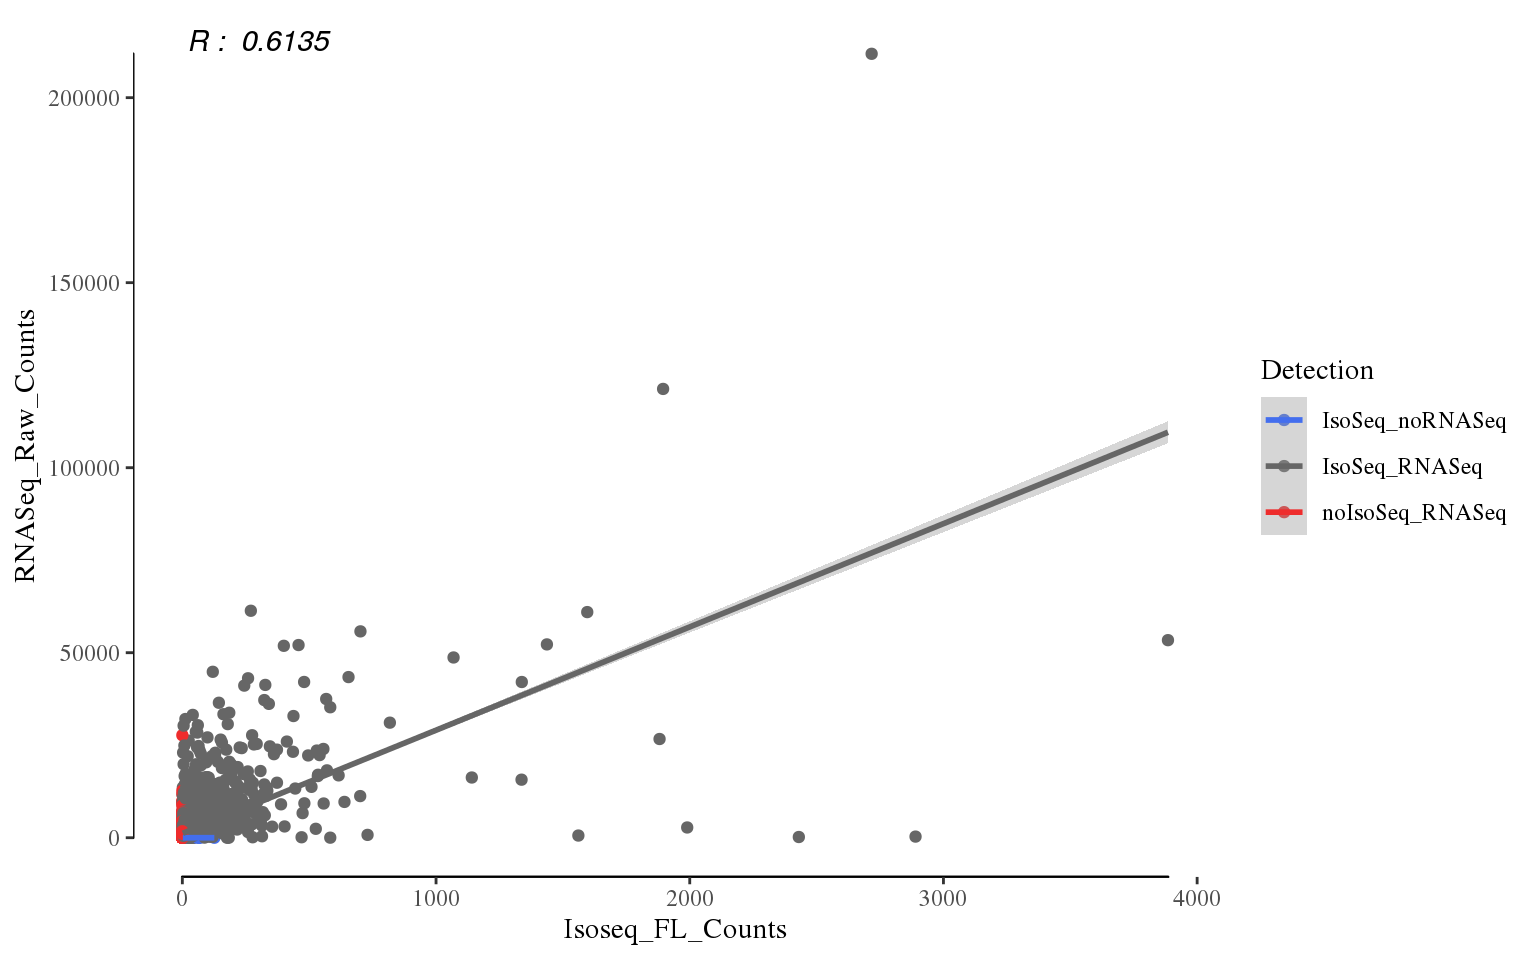 R : 0.6135
200000
150000
100000
50000
0
RNASeq_Raw_Counts
0 1000 2000 3000 4000
Isoseq_FL_Counts
Detection
IsoSeq_noRNASeq
IsoSeq_RNASeq
noIsoSeq_RNASeq